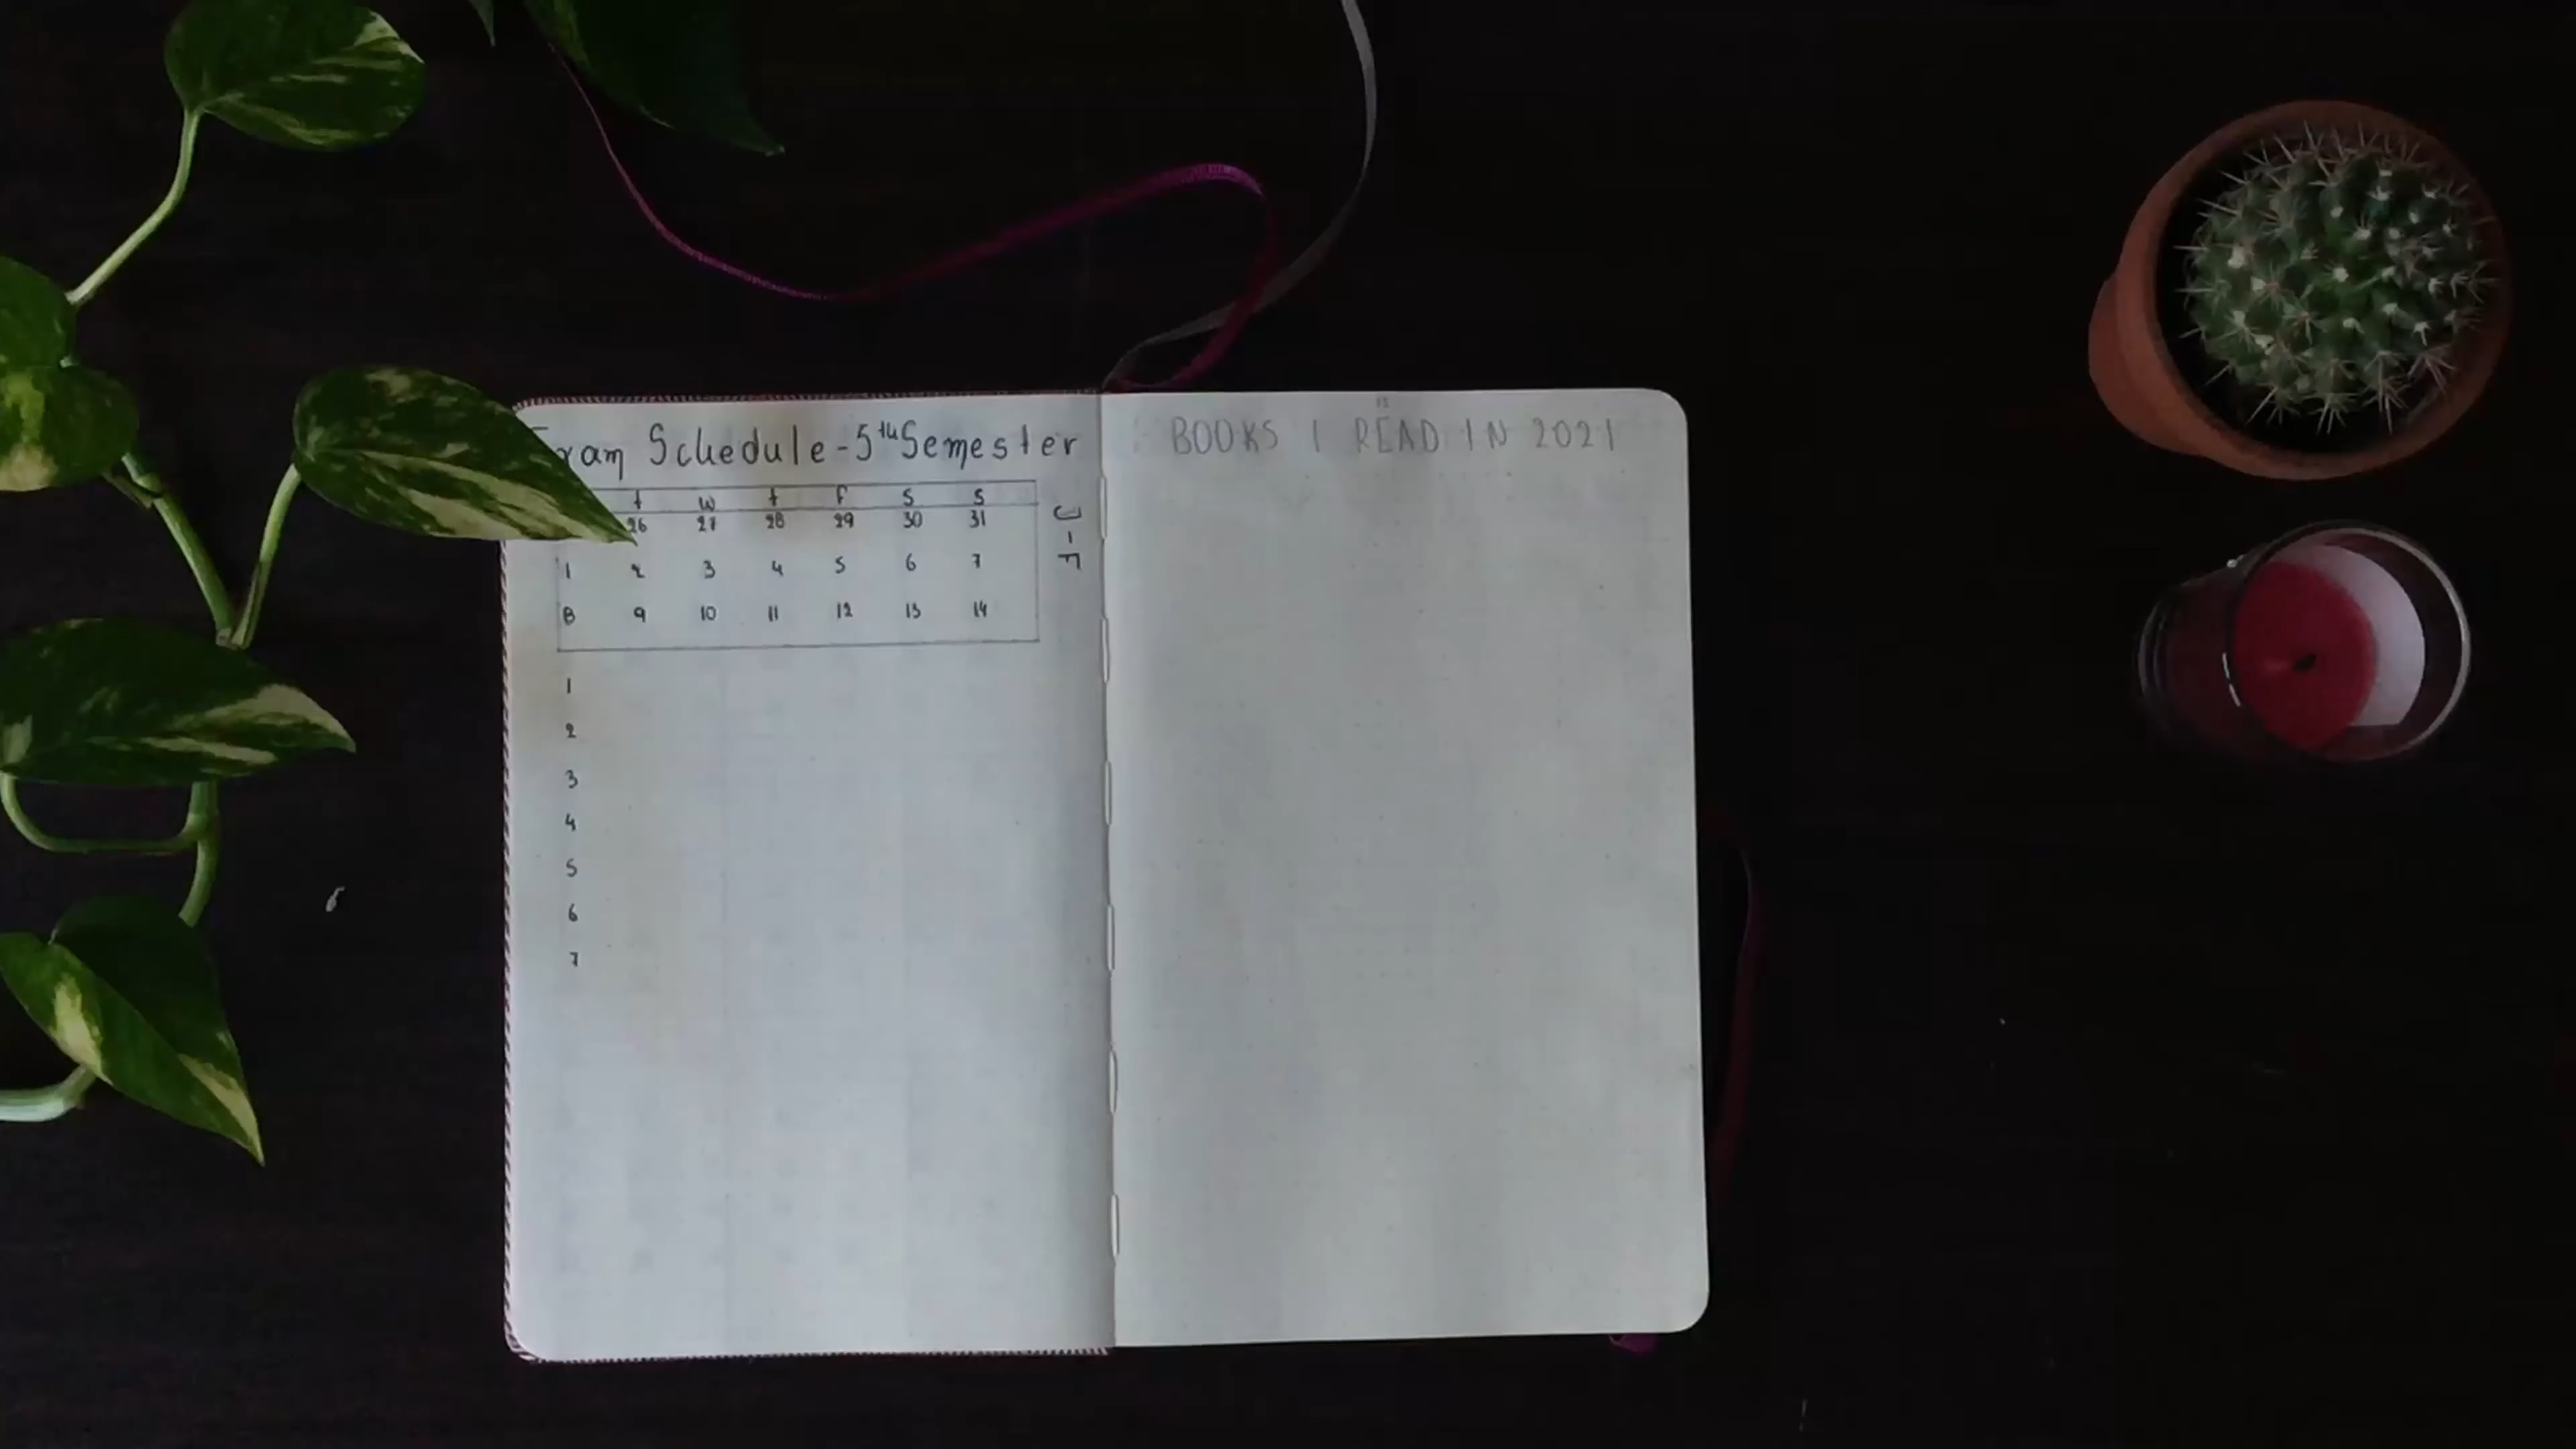 Exam Schedule - 5th Semester
t w t f s s
26 27 28 29 30 31
1 2 3 4 5 6 7
8 9 10 11 12 13 14
J-F
1
2
3
4
5
6
7
BOOKS I READ IN 2021